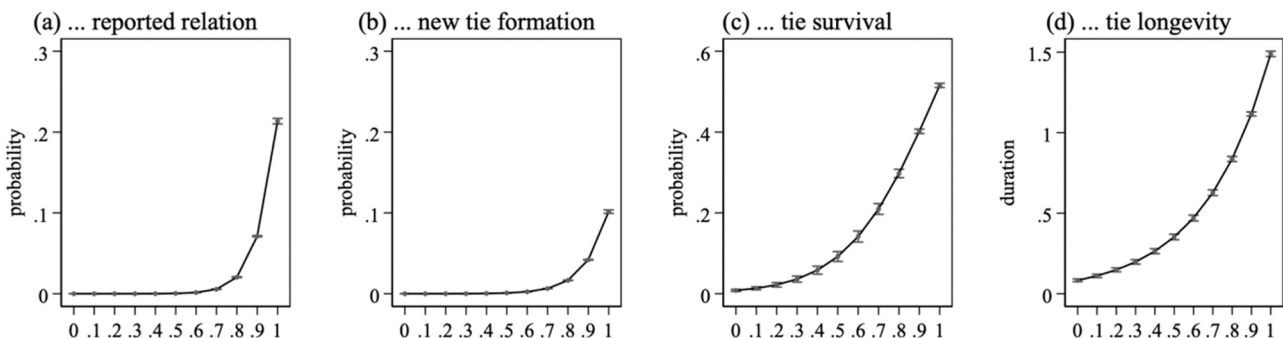 (a) ... reported relation
(b) ... new tie formation
(c) ... tie survival
(d) ... tie longevity
probability
.3
.2
.1
0
0 .1 .2 .3 .4 .5 .6 .7 .8 .9 1
probability
.3
.2
.1
0
0 .1 .2 .3 .4 .5 .6 .7 .8 .9 1
probability
.6
.4
.2
0
0 .1 .2 .3 .4 .5 .6 .7 .8 .9 1
duration
1.5
1
.5
0
0 .1 .2 .3 .4 .5 .6 .7 .8 .9 1